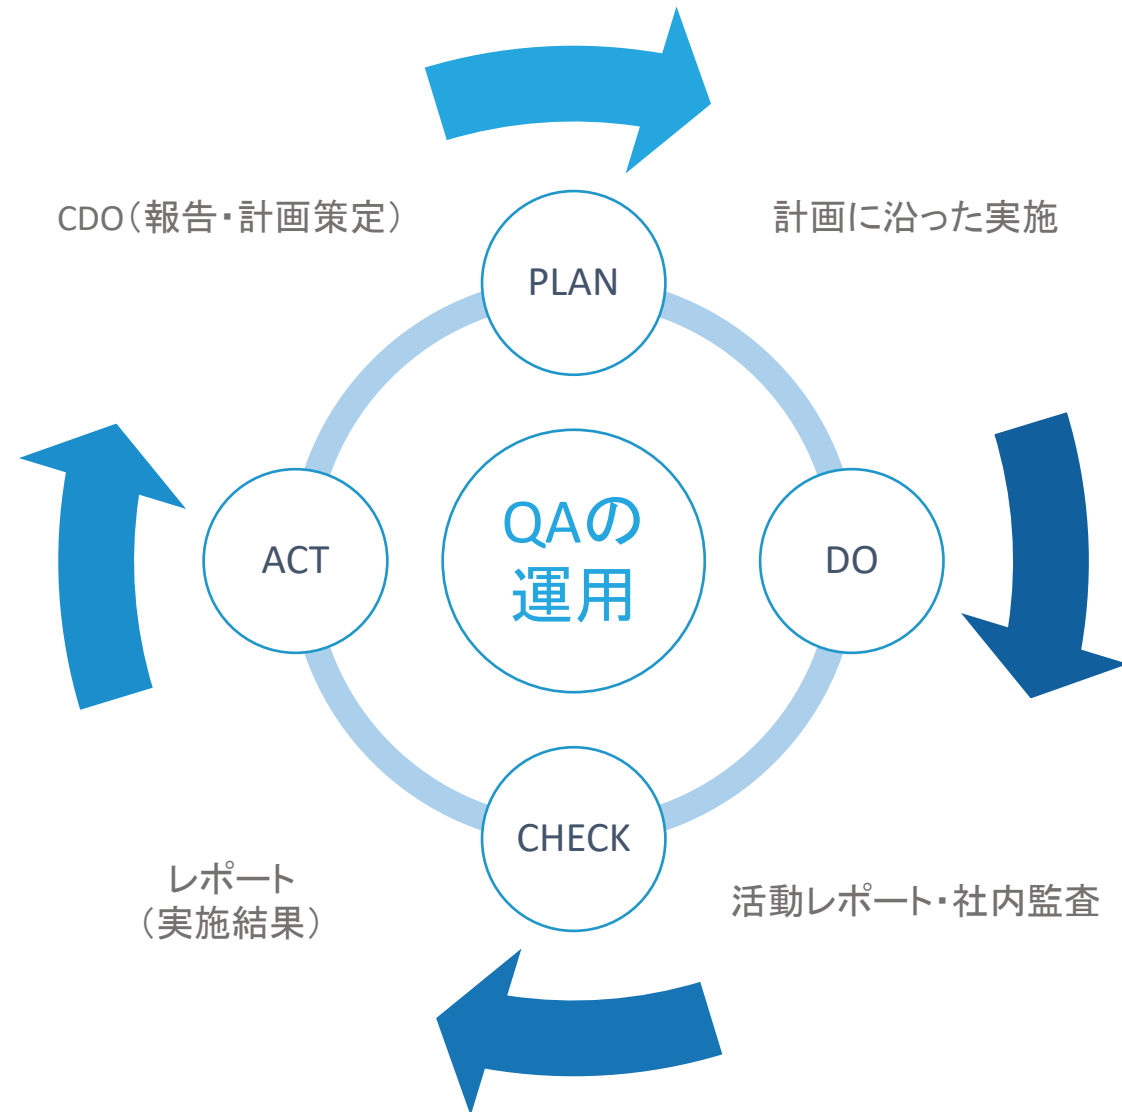 CDO（報告・計画策定）
計画に沿った実施
PLAN
ACT
QAの
運用
DO
CHECK
レポート
（実施結果）
活動レポート・社内監査